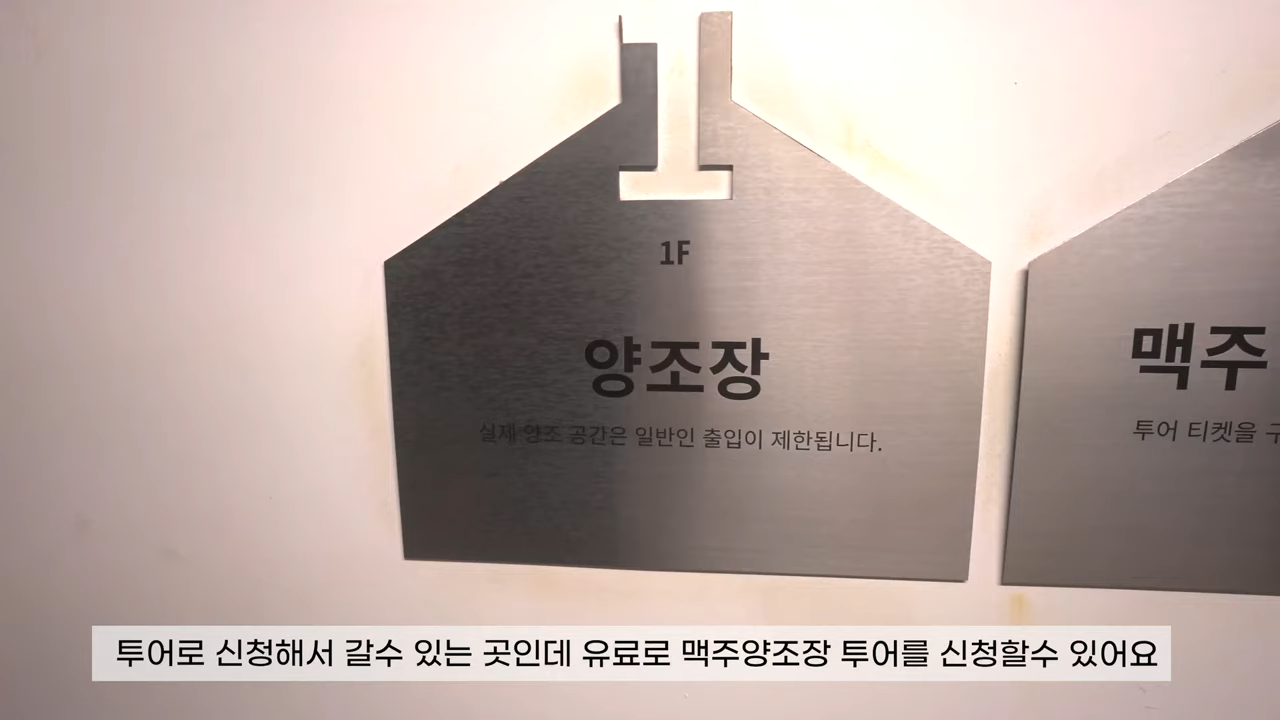 1F
양조장
실제 양조 공간은 일반인 출입이 제한됩니다.
맥주
투어 티켓을
투어로 신청해서 갈수 있는 곳인데 유료로 맥주양조장 투어를 신청할수 있어요